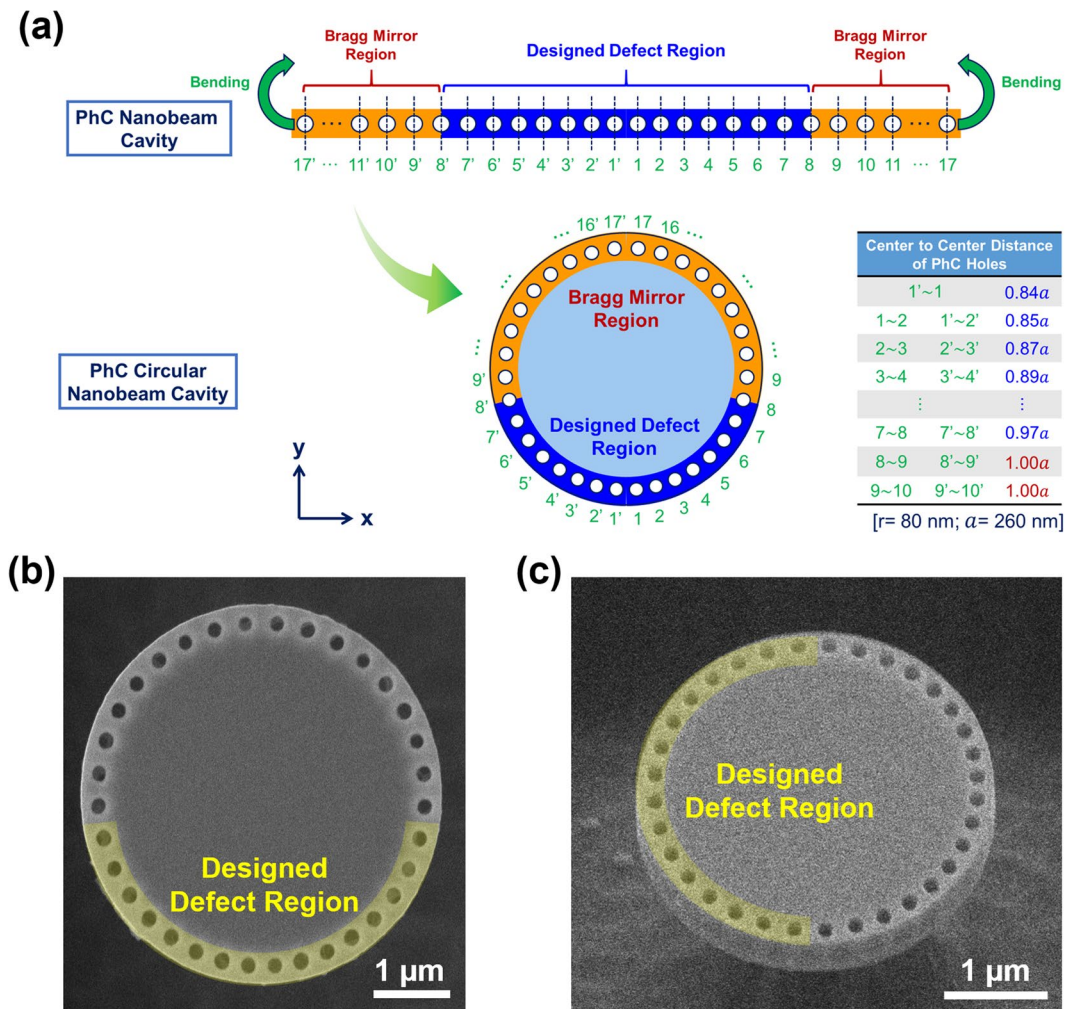 (a)
Bragg Mirror
Region
Designed Defect Region
Bragg Mirror
Region
Bending
Bending
PhC Nanobeam
Cavity
17' ... 11' 10' 9' 8' 7' 6' 5' 4' 3' 2' 1' 1 2 3 4 5 6 7 8 9 10 11 ... 17
... 16' 17' 17 16 ...
... ...
Bragg Mirror
Region
... ...
9' 9
8' 8
Designed Defect
Region
7' 7
6' 6
5' 5
4' 4
3' 3
2' 1' 1 2
PhC Circular
Nanobeam Cavity
y
x
Center to Center Distance
of PhC Holes
1'~1 0.84a
1~2 1'~2' 0.85a
2~3 2'~3' 0.87a
3~4 3'~4' 0.89a
⋮ ⋮
7~8 7'~8' 0.97a
8~9 8'~9' 1.00a
9~10 9'~10' 1.00a
[r= 80 nm; a= 260 nm]
(b)
Designed
Defect Region
1 μm
(c)
Designed
Defect Region
1 μm